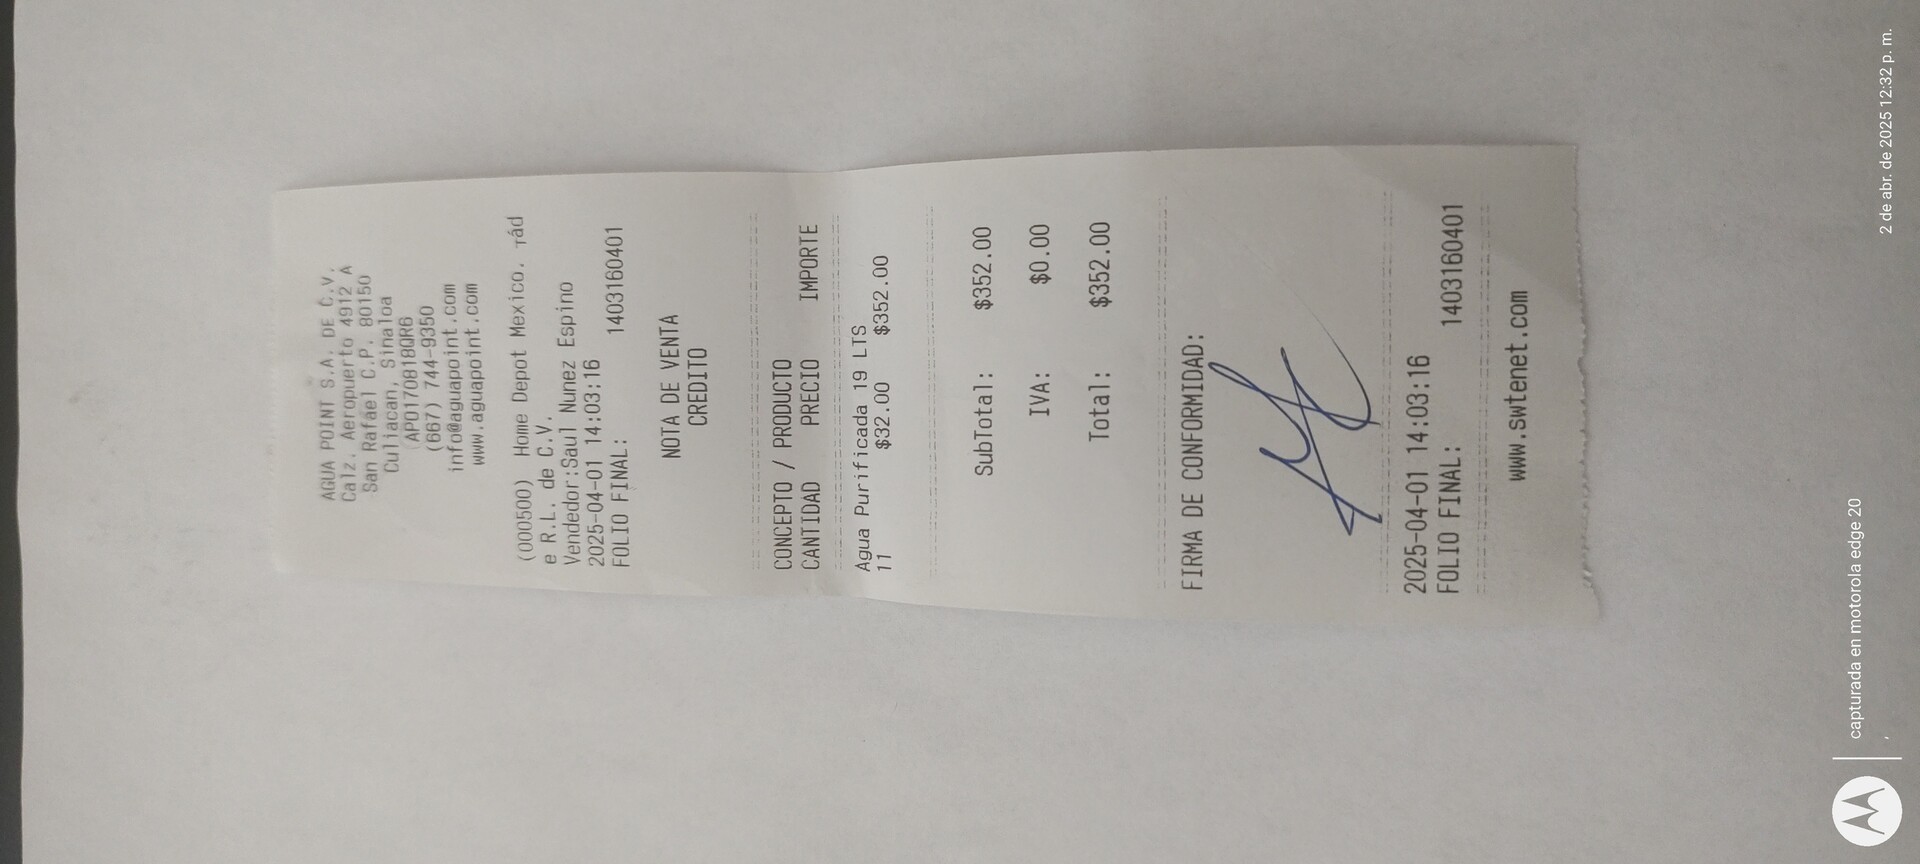 AGUA POINT S.A. DE C.V.
Calz. Aeropuerto 4912 A
San Rafael C.P. 80150
Culiacan, Sinaloa
APO170818QR6
(667) 744-9350
info@aguapoint.com
www.aguapoint.com
(000500) Home Depot Mexico.
e R.L. de C.V.
Vendedor:Saul Nunez Espino
2025-04-01 14:03:16
FOLIO FINAL: 1403160401
NOTA DE VENTA
CREDITO
CONCEPTO / PRODUCTO
CANTIDAD PRECIO IMPORTE
Agua Purificada 19 LTS
11 $32.00 $352.00
SubTotal: $352.00
IVA: $0.00
Total: $352.00
FIRMA DE CONFORMIDAD:
2025-04-01 14:03:16
FOLIO FINAL: 1403160401
www.swtenet.com
capturada en motorola edge 20
2 de abr. de 2025 12:32 p. m.